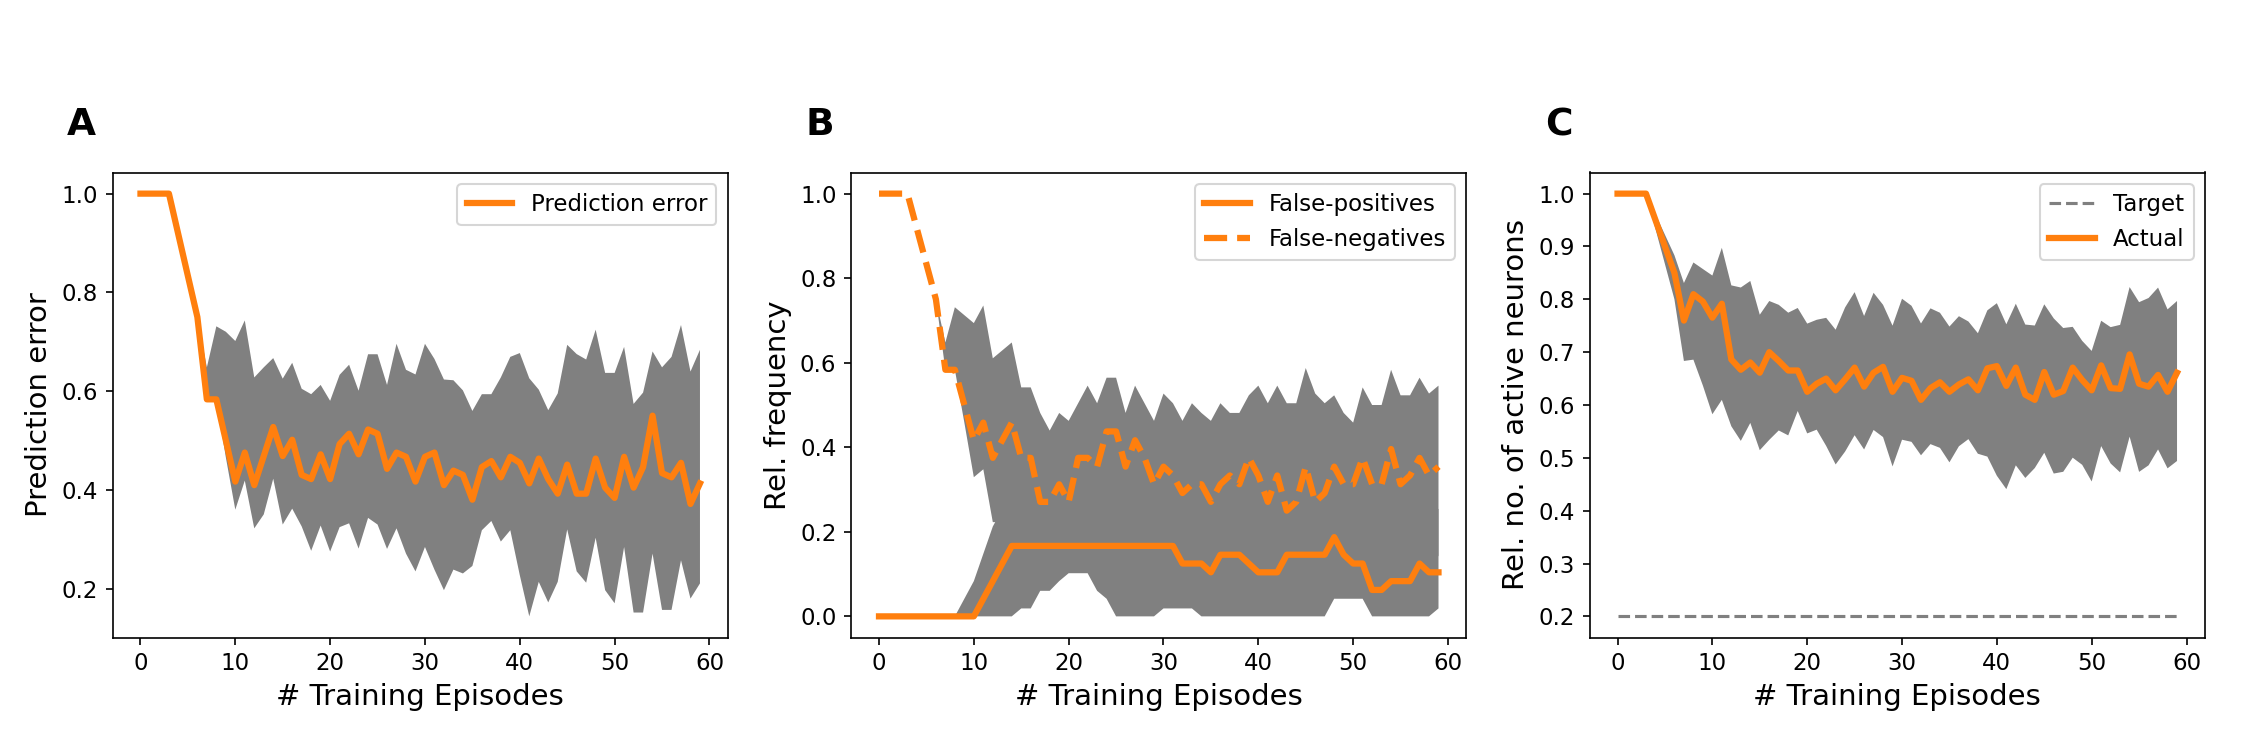 A
Prediction error
1.0
0.8
0.6
0.4
0.2
0
10
20
30
40
50
60
# Training Episodes
Prediction error
B
False-positives
False-negatives
1.0
0.8
0.6
0.4
0.2
0.0
0
10
20
30
40
50
60
# Training Episodes
Rel. frequency
C
Target
Actual
1.0
0.9
0.8
0.7
0.6
0.5
0.4
0.3
0.2
0
10
20
30
40
50
60
# Training Episodes
Rel. no. of active neurons